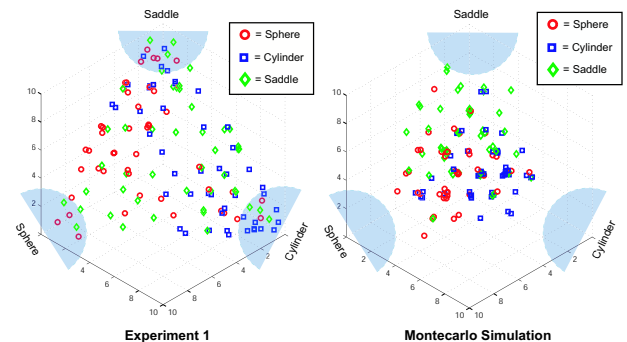 Saddle
= Sphere
= Cylinder
= Saddle
10
8
6
4
2
Sphere
4
6
8
10
10
8
6
4
2
Cylinder
Experiment 1
Saddle
= Sphere
= Cylinder
= Saddle
10
8
6
4
2
Sphere
2
4
6
8
10
10
8
6
4
2
Cylinder
Montecarlo Simulation